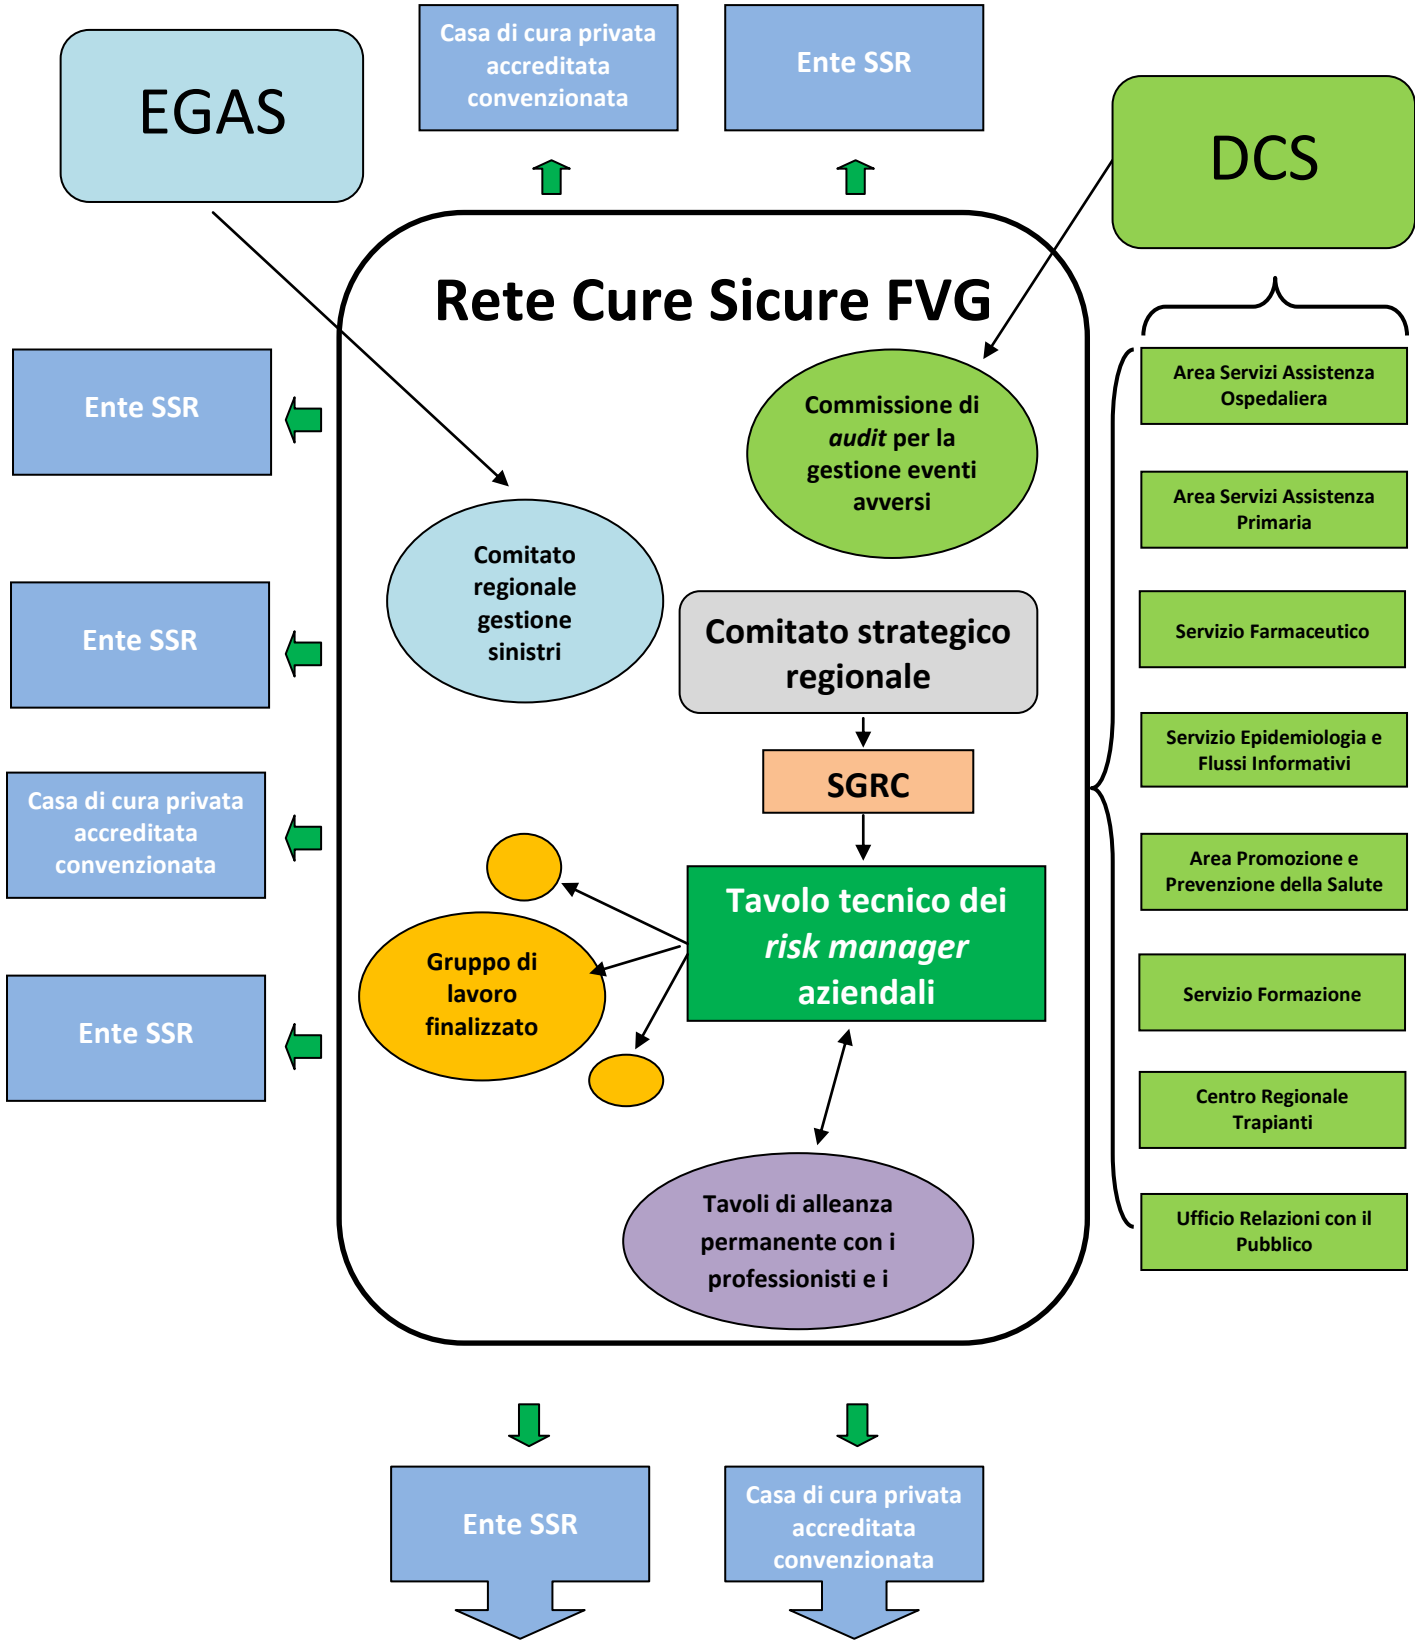 Casa di cura privata
accreditata
convenzionata
Ente SSR
EGAS
DCS
Rete Cure Sicure FVG
Ente SSR
Ente SSR
Casa di cura privata
accreditata
convenzionata
Ente SSR
Commissione di
audit per la
gestione eventi
avversi
Comitato
regionale
gestione
sinistri
Comitato strategico
regionale
SGRC
Tavolo tecnico dei
risk manager
aziendali
Gruppo di
lavoro
finalizzato
Tavoli di alleanza
permanente con i
professionisti e i
Area Servizi Assistenza
Ospedaliera
Area Servizi Assistenza
Primaria
Servizio Farmaceutico
Servizio Epidemiologia e
Flussi Informativi
Area Promozione e
Prevenzione della Salute
Servizio Formazione
Centro Regionale
Trapianti
Ufficio Relazioni con il
Pubblico
Ente SSR
Casa di cura privata
accreditata
convenzionata